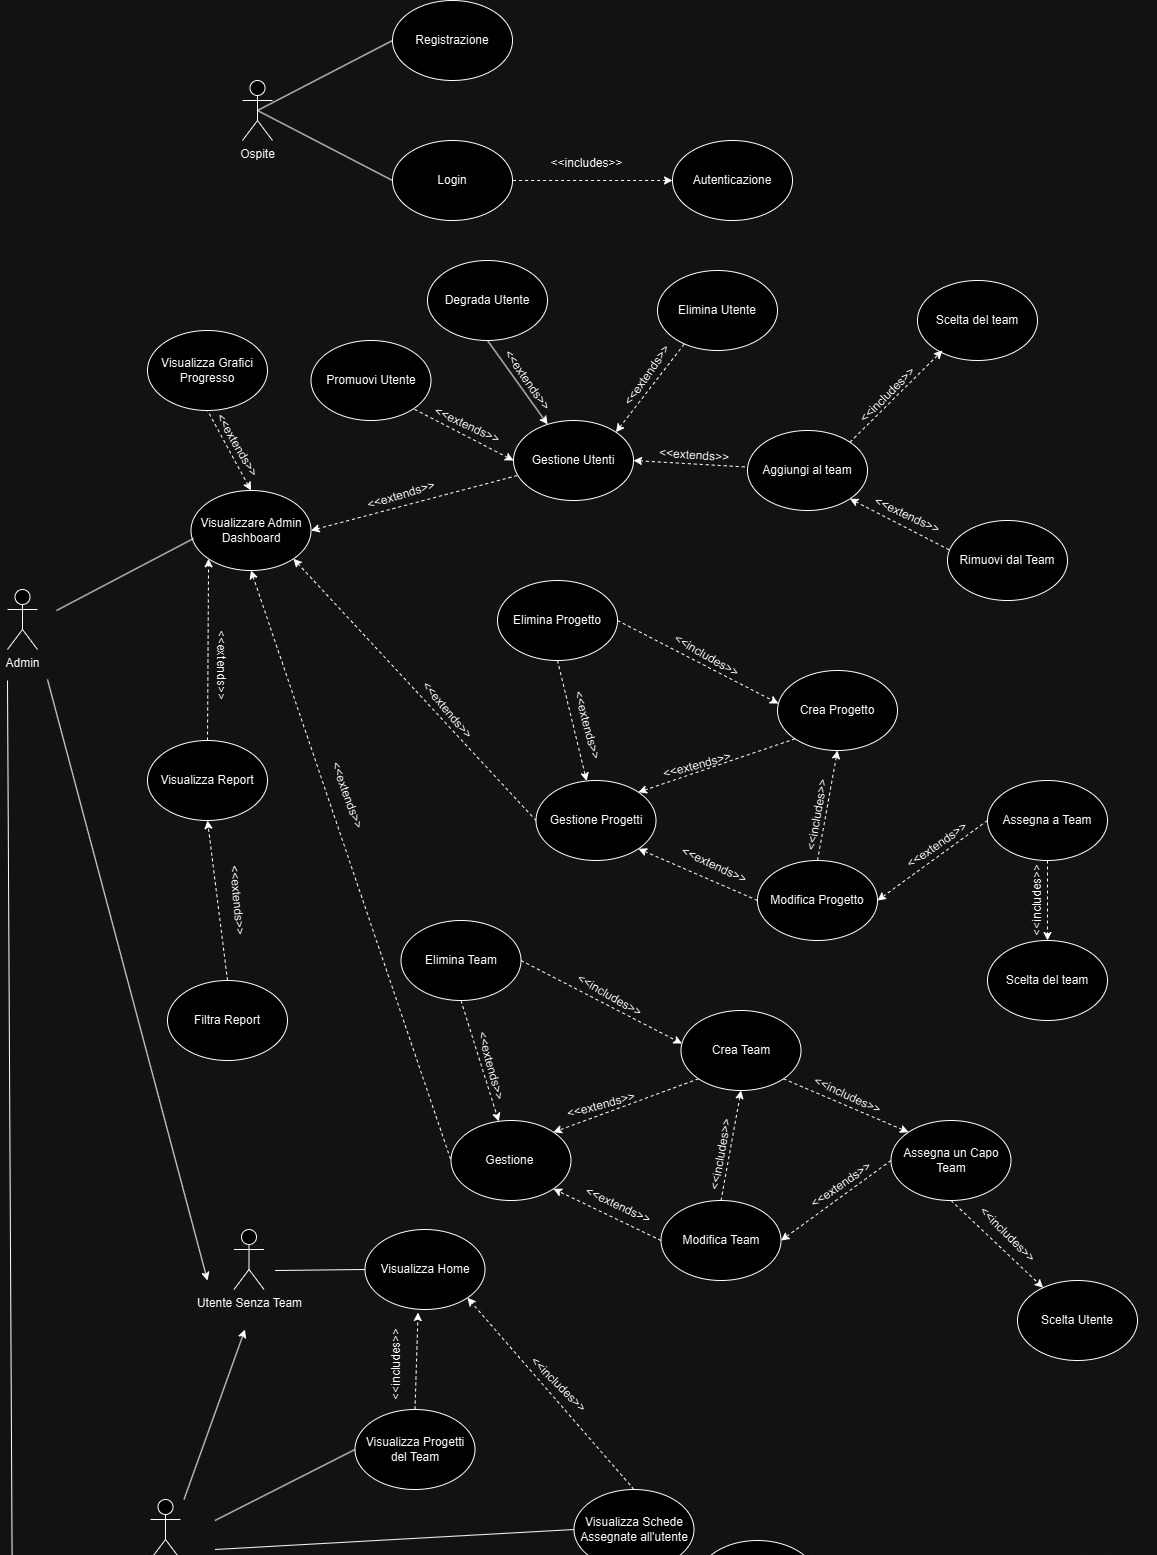 Registrazione
Ospite
<<includes>>
Login
Autenticazione
Degrada Utente
Elimina Utente
Scelta del team
Visualizza Grafici
Progresso
Promuovi Utente
<<extends>>
<<extends>>
<<includes>>
<<extends>>
<<extends>>
Gestione Utenti
<<extends>>
Aggiungi al team
<<extends>>
<<extends>>
Visualizzare Admin
Dashboard
Rimuovi dal Team
Admin
Elimina Progetto
<<includes>>
<<extends>>
Crea Progetto
<<extends>>
<<extends>>
<<extends>>
Visualizza Report
<<extends>>
<<includes>>
Gestione Progetti
Assegna a Team
<<extends>>
<<extends>>
<<extends>>
<<includes>>
Modifica Progetto
Elimina Team
Scelta del team
<<includes>>
Filtra Report
Crea Team
<<extends>>
<<includes>>
<<extends>>
Gestione
<<includes>>
Assegna un Capo
Team
<<extends>>
<<extends>>
Modifica Team
<<includes>>
Visualizza Home
Utente Senza Team
Scelta Utente
<<includes>>
<<includes>>
Visualizza Progetti
del Team
Visualizza Schede
Assegnate all'utente